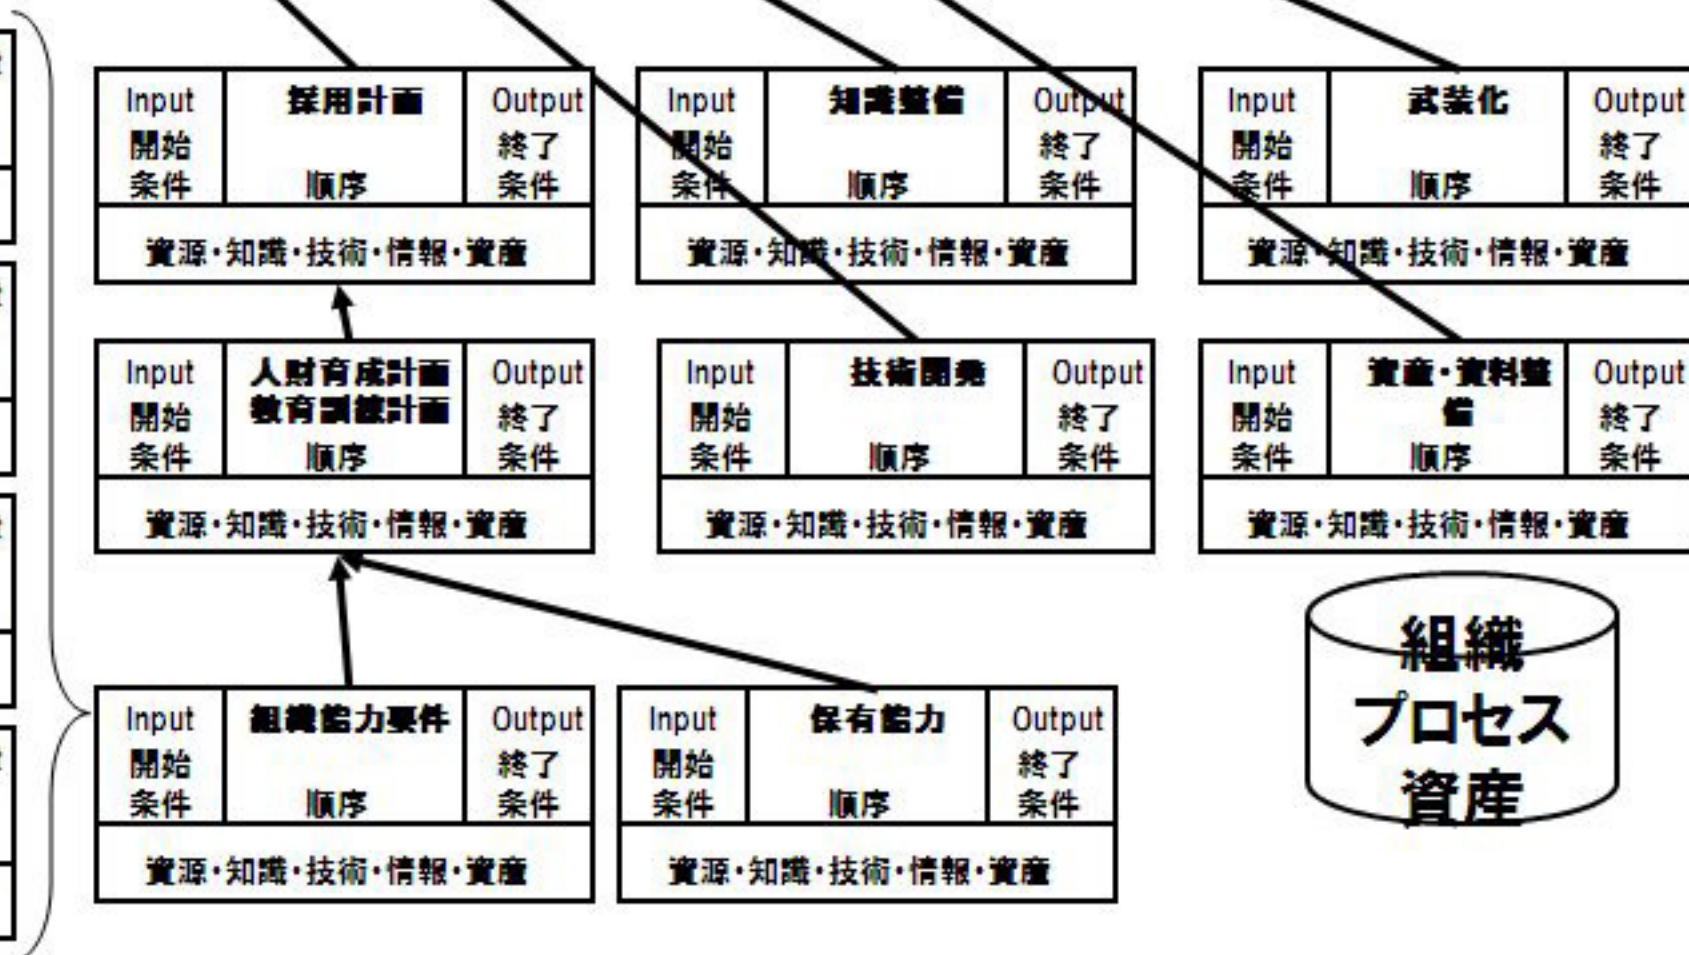 Input
開始
条件
採用計画
順序
Output
終了
条件
資源・知識・技術・情報・資産
Input
開始
条件
知識整備
順序
Output
終了
条件
資源・知識・技術・情報・資産
Input
開始
条件
武装化
順序
Output
終了
条件
資源・知識・技術・情報・資産
Input
開始
条件
人財育成計画
教育訓練計画
順序
Output
終了
条件
資源・知識・技術・情報・資産
Input
開始
条件
技術開発
順序
Output
終了
条件
資源・知識・技術・情報・資産
Input
開始
条件
資産・資料整
備
順序
Output
終了
条件
資源・知識・技術・情報・資産
Input
開始
条件
組織能力要件
順序
Output
終了
条件
資源・知識・技術・情報・資産
Input
開始
条件
保有能力
順序
Output
終了
条件
資源・知識・技術・情報・資産
組織
プロセス
資産